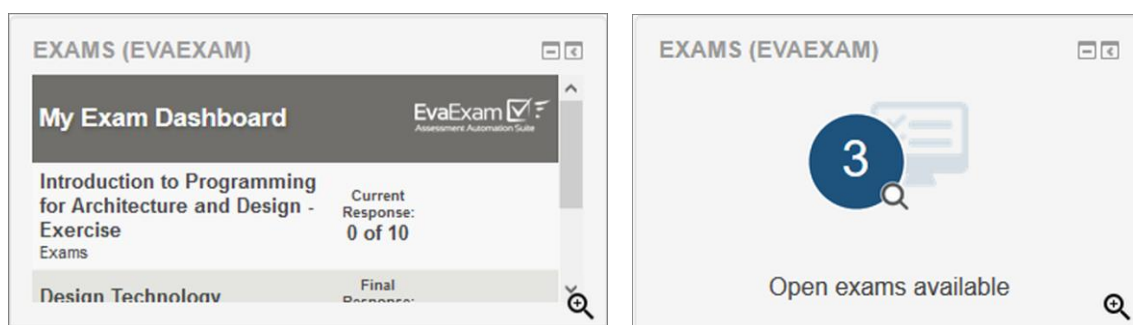 EXAMS (EVAEXAM)
My Exam Dashboard
EvaExam
Assessment Automation Suite
Introduction to Programming
for Architecture and Design -
Exercise
Exams
Current
Response:
0 of 10
Design Technology
Final
Response:
EXAMS (EVAEXAM)
3
Open exams available